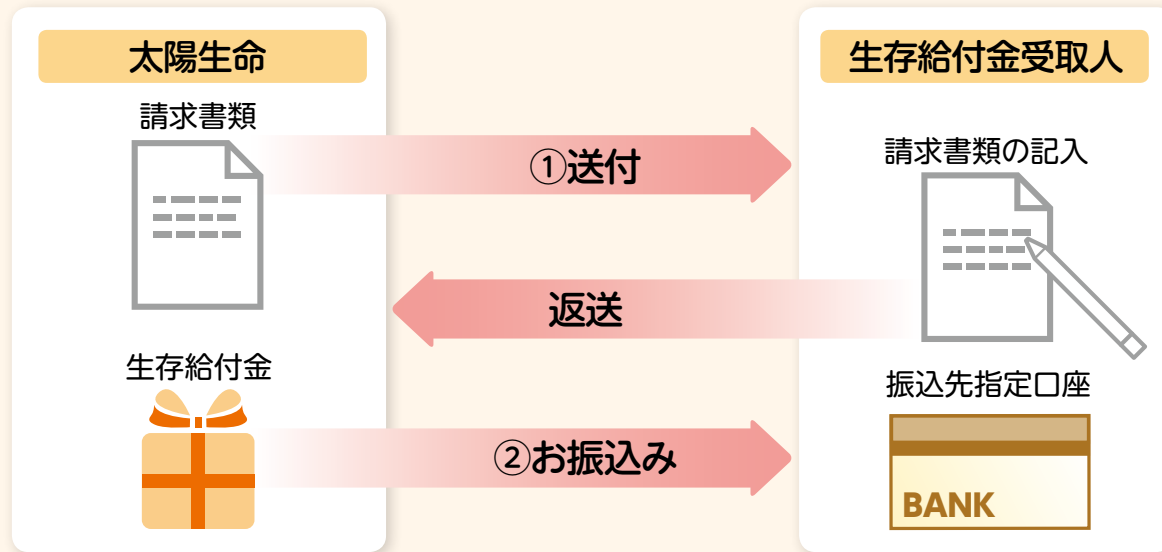 太陽生命
生存給付金受取人
請求書類
①送付
請求書類の記入
返送
生存給付金
②お振込み
振込先指定口座
BANK